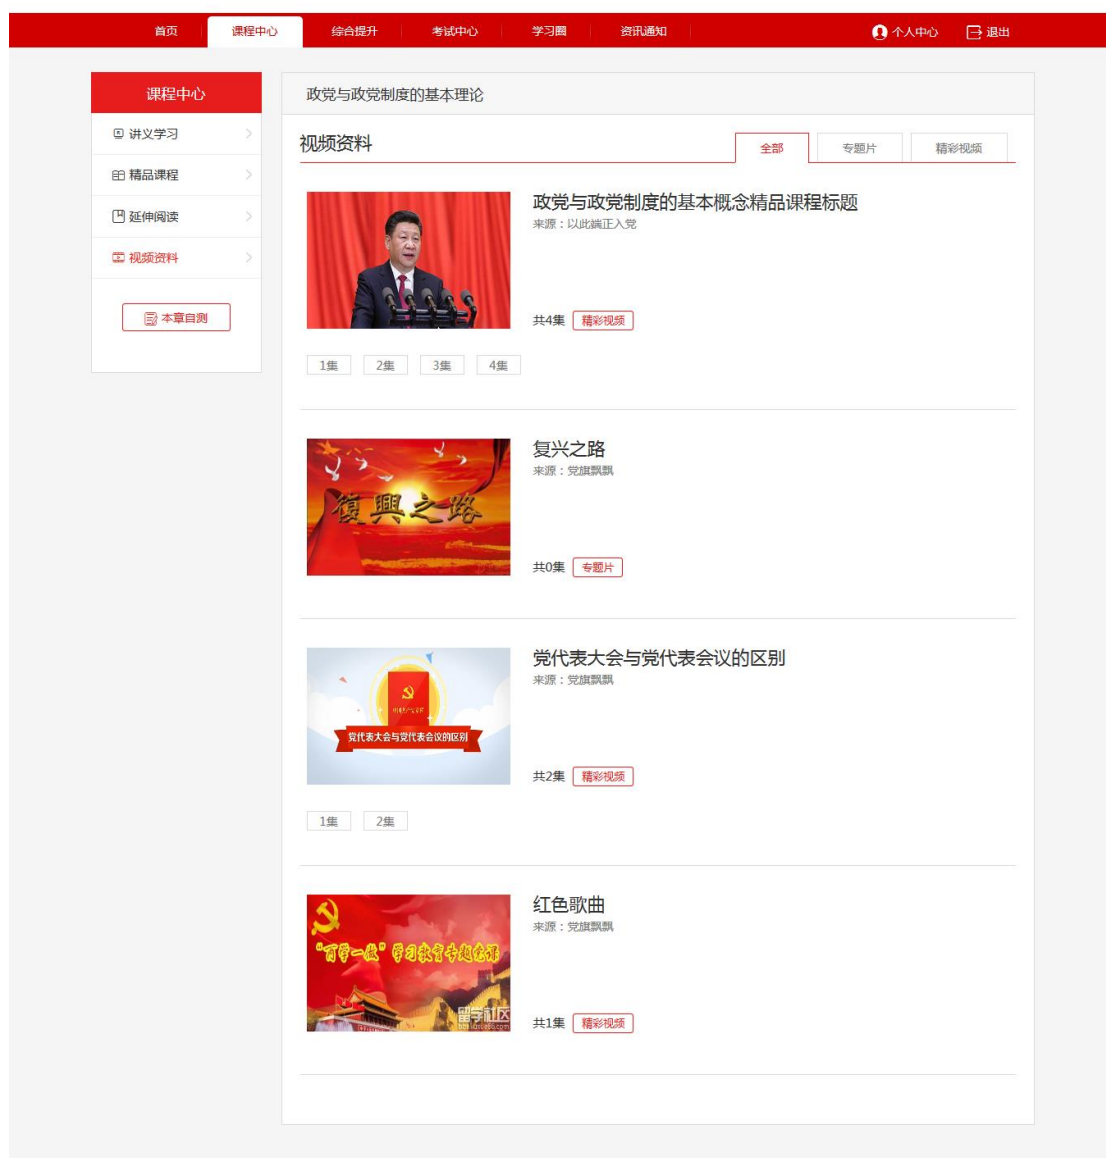 首页 课程中心 综合提升 考试中心 学习圈 资讯通知 个人中心 退出
课程中心
讲义学习
精品课程
延伸阅读
视频资料
本章自测
政党与政党制度的基本理论
视频资料 全部 专题片 精彩视频
政党与政党制度的基本概念精品课程标题
来源：以此端正入党
共4集 精彩视频
1集 2集 3集 4集
復興之路
复兴之路
来源：党旗飘飘
共0集 专题片
党代表大会与党代表会议的区别
党代表大会与党代表会议的区别
来源：党旗飘飘
共2集 精彩视频
1集 2集
“两学一做”学习教育专题党课
留学社区
红色歌曲
来源：党旗飘飘
共1集 精彩视频